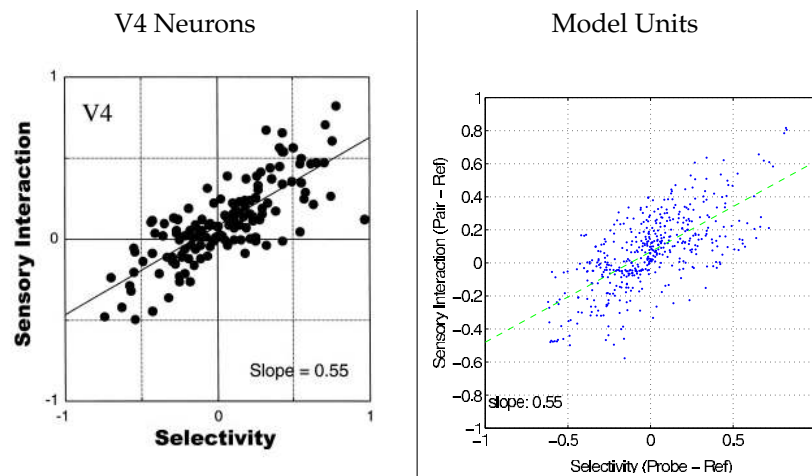 V4 Neurons
Model Units
1
V4
Sensory Interaction
0
-1
Slope = 0.55
-1
0
1
Selectivity
1
0.8
0.6
0.4
0.2
0
−0.2
−0.4
−0.6
−0.8
−1
Sensory Interaction (Pair − Ref)
slope: 0.55
−1
−0.5
0
0.5
Selectivity (Probe − Ref)